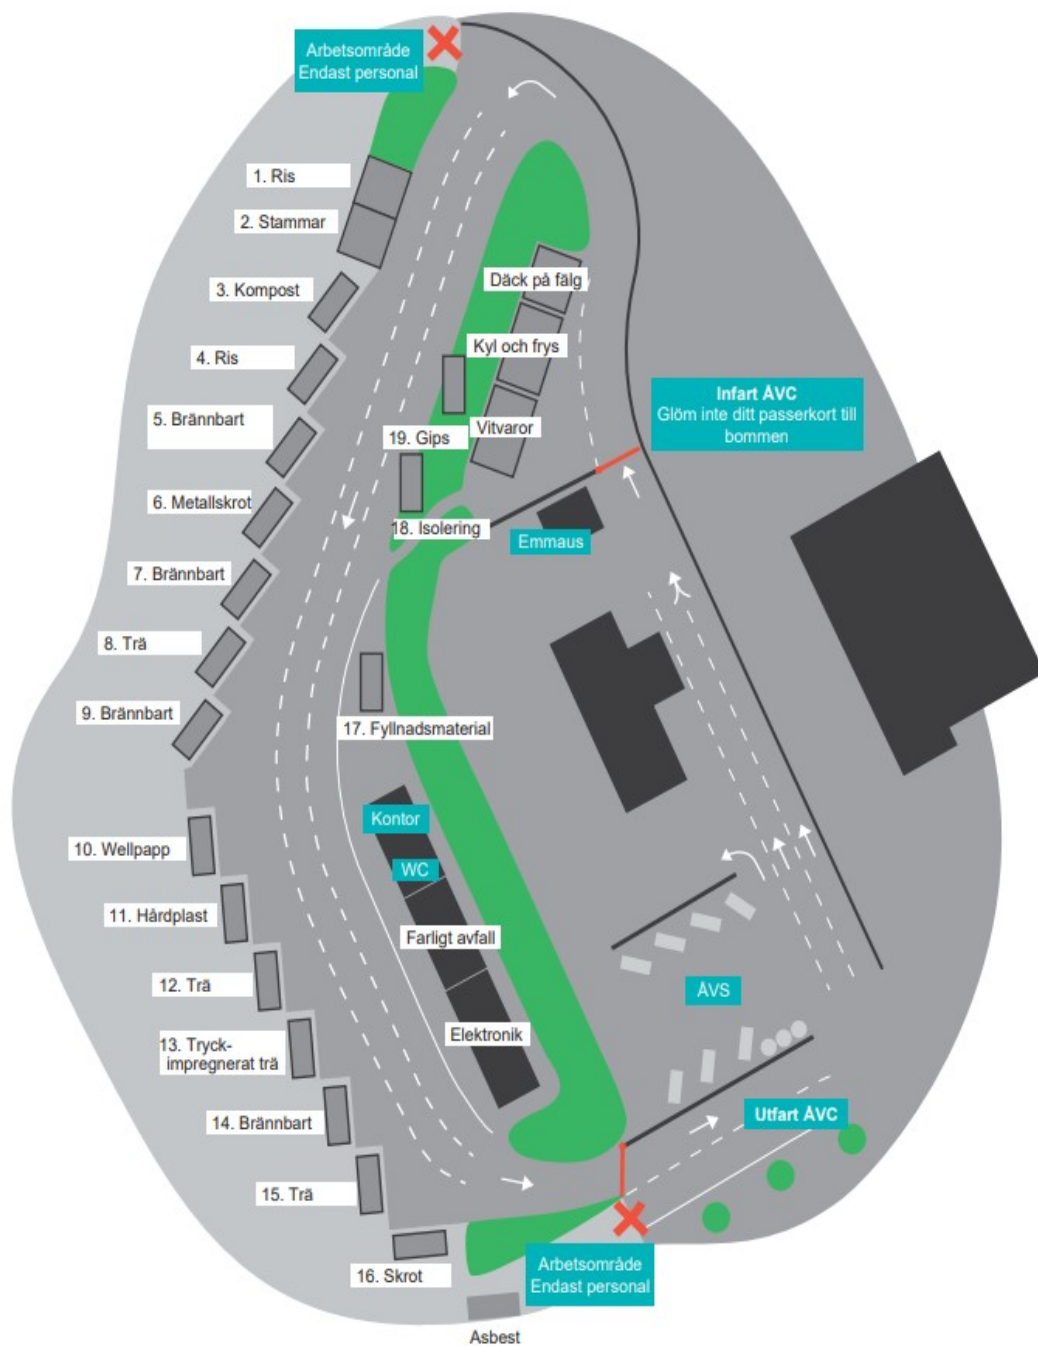 Arbetsområde
Endast personal
1. Ris
2. Stammar
3. Kompost
4. Ris
5. Brännbart
6. Metallskrot
7. Brännbart
8. Trä
9. Brännbart
10. Wellpapp
11. Hårdplast
12. Trä
13. Tryck-
impregnerat trä
14. Brännbart
15. Trä
16. Skrot
Asbest
Däck på fälg
Kyl och frys
Vitvaror
19. Gips
18. Isolering
17. Fyllnadsmaterial
Kontor
WC
Farligt avfall
Elektronik
Infart ÅVC
Glöm inte ditt passerkort till
bommen
Emmaus
ÅVS
Utfart ÅVC
Arbetsområde
Endast personal